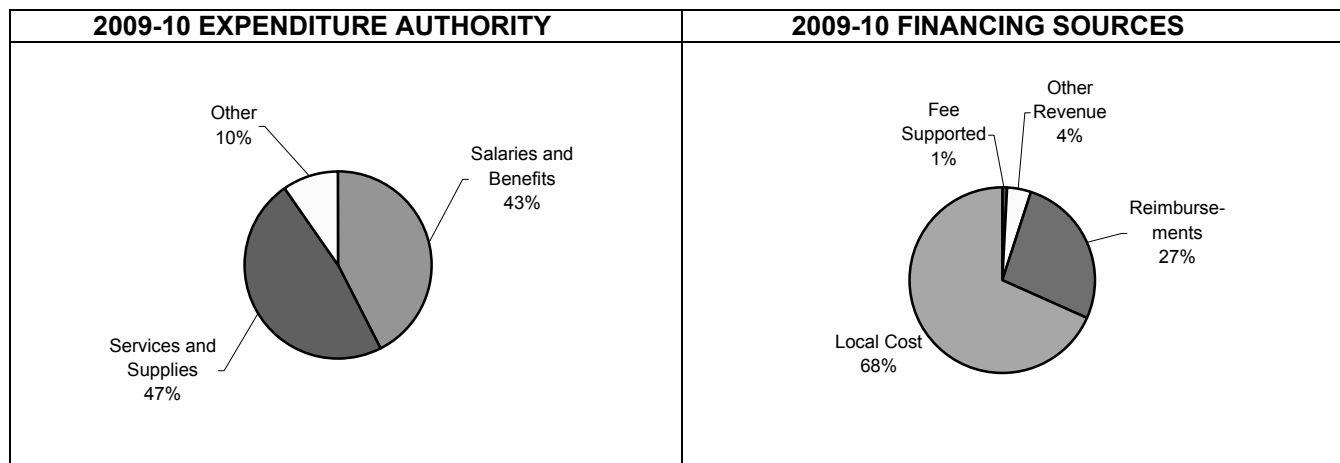 2009-10 EXPENDITURE AUTHORITY
Other
10%
Salaries and
Benefits
43%
Services and
Supplies
47%
2009-10 FINANCING SOURCES
Fee
Supported
1%
Other
Revenue
4%
Reimburse-
ments
27%
Local Cost
68%